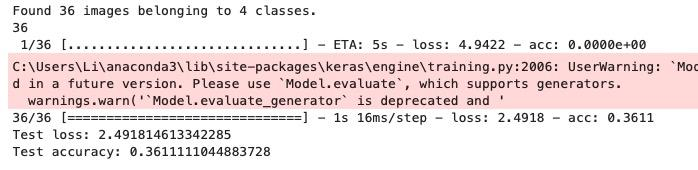 Found 36 images belonging to 4 classes.
36
 1/36 [..............................] - ETA: 5s - loss: 4.9422 - acc: 0.0000e+00
C:\Users\Li\anaconda3\lib\site-packages\keras\engine\training.py:2006: UserWarning: `Mod
d in a future version. Please use `Model.evaluate`, which supports generators.
  warnings.warn('`Model.evaluate_generator` is deprecated and '
36/36 [==============================] - 1s 16ms/step - loss: 2.4918 - acc: 0.3611
Test loss: 2.491814613342285
Test accuracy: 0.3611111044883728